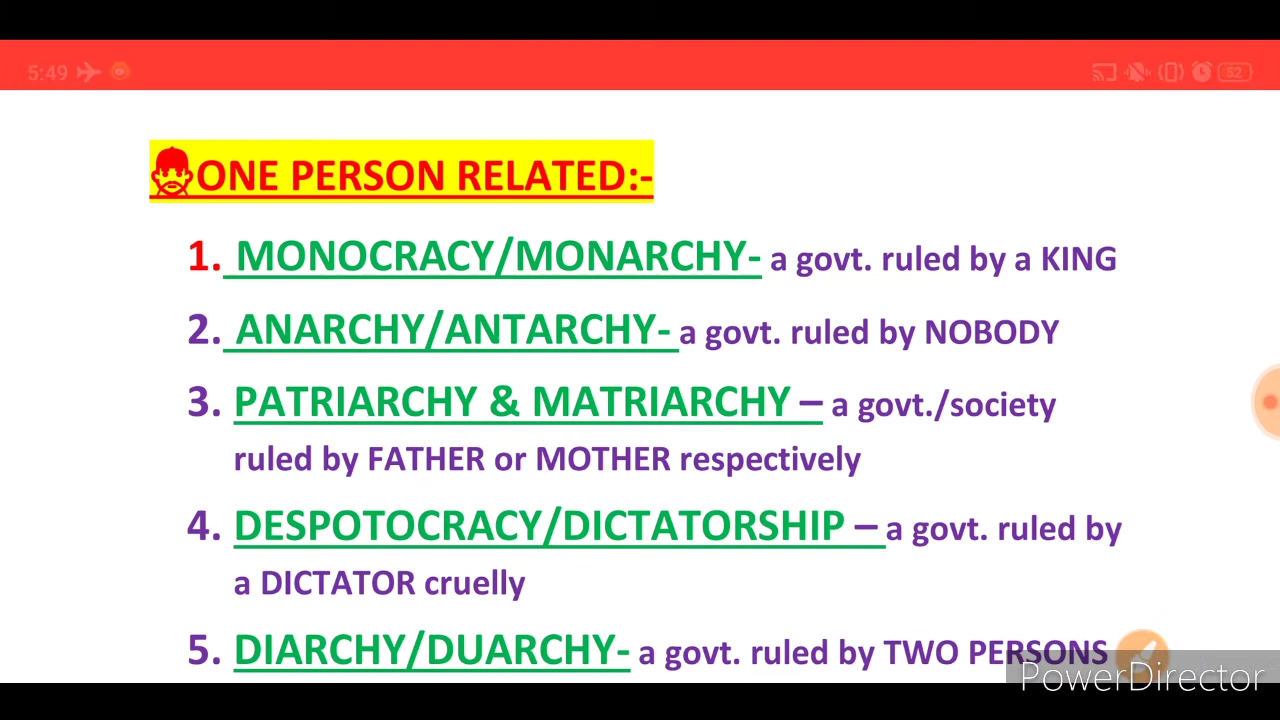 5:49
52
ONE PERSON RELATED:-
1. MONOCRACY/MONARCHY- a govt. ruled by a KING
2. ANARCHY/ANTARCHY- a govt. ruled by NOBODY
3. PATRIARCHY & MATRIARCHY – a govt./society
ruled by FATHER or MOTHER respectively
4. DESPOTOCRACY/DICTATORSHIP – a govt. ruled by
a DICTATOR cruelly
5. DIARCHY/DUARCHY- a govt. ruled by TWO PERSONS
PowerDirector